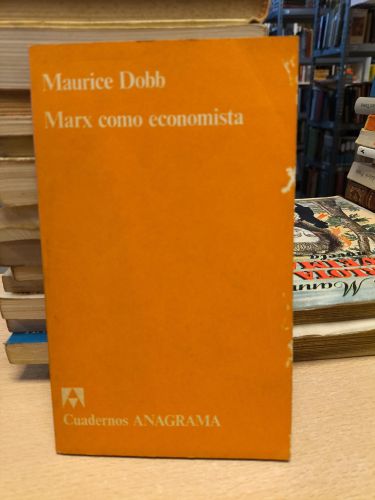 Maurice Dobb
Marx como economista
Cuadernos ANAGRAMA